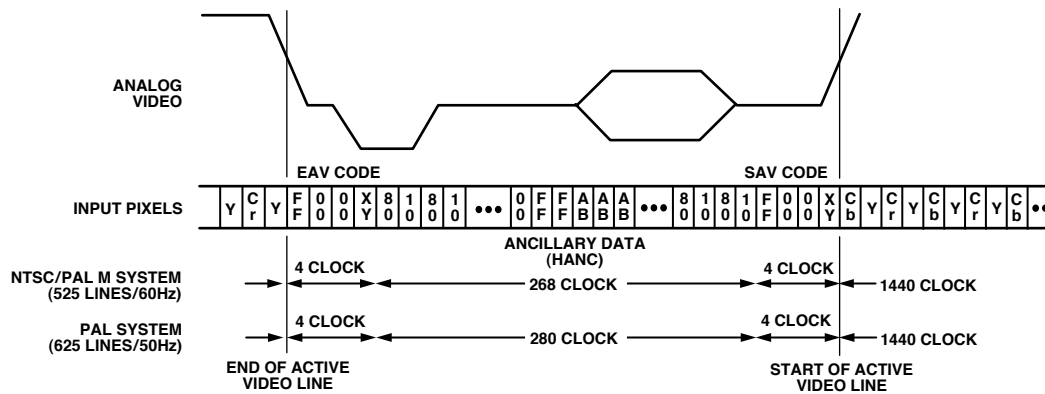 ANALOG
VIDEO
EAV CODE
SAV CODE
INPUT PIXELS
Y Cr Y FF 00 00 XY 80 10 80 10 ••• 00 FF FF AB AB AB ••• 80 10 80 10 FF 00 00 XY Cb Y Cr Y Cb Y Cr Y Cb ••
ANCILLARY DATA
(HANC)
NTSC/PAL M SYSTEM
(525 LINES/60Hz)
4 CLOCK
268 CLOCK
4 CLOCK
1440 CLOCK
PAL SYSTEM
(625 LINES/50Hz)
4 CLOCK
280 CLOCK
4 CLOCK
1440 CLOCK
END OF ACTIVE
VIDEO LINE
START OF ACTIVE
VIDEO LINE